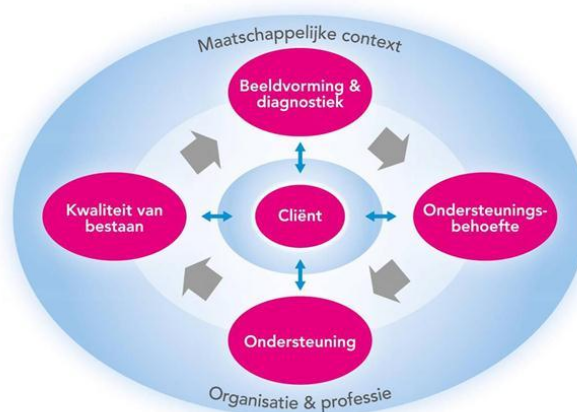 Maatschappelijke context
Beeldvorming &
diagnostiek
Kwaliteit van
bestaan
Cliënt
Ondersteunings-
behoefte
Ondersteuning
Organisatie & professie